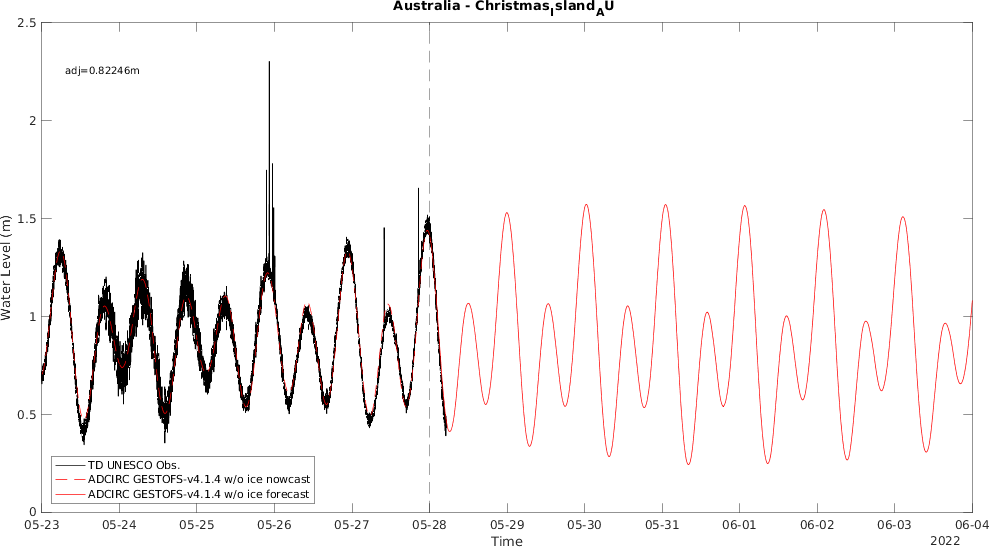 Australia - Christmas_Island_AU
2.5
adj=0.82246m
2
1.5
Water Level (m)
1
0.5
TD UNESCO Obs.
ADCIRC GESTOFS-v4.1.4 w/o ice nowcast
ADCIRC GESTOFS-v4.1.4 w/o ice forecast
0
05-23 05-24 05-25 05-26 05-27 05-28 05-29 05-30 05-31 06-01 06-02 06-03 06-04
Time
2022